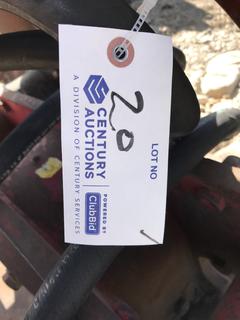 LOT NO
20
CENTURY
AUCTIONS
A DIVISION OF CENTURY SERVICES
POWERED BY
ClubBid